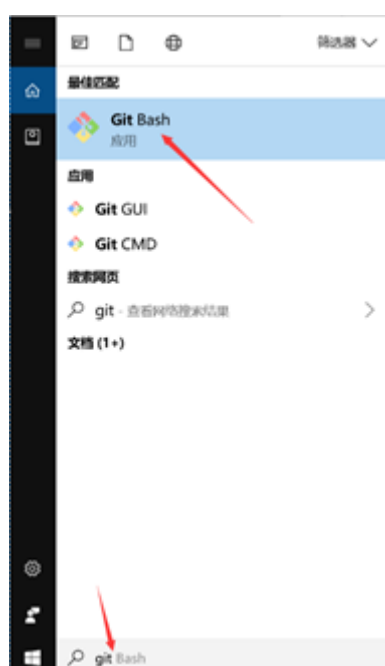 筛选器
最佳匹配
Git Bash
应用
应用
Git GUI
Git CMD
搜索网页
git - 查看网络搜索结果
文档 (1+)
git Bash